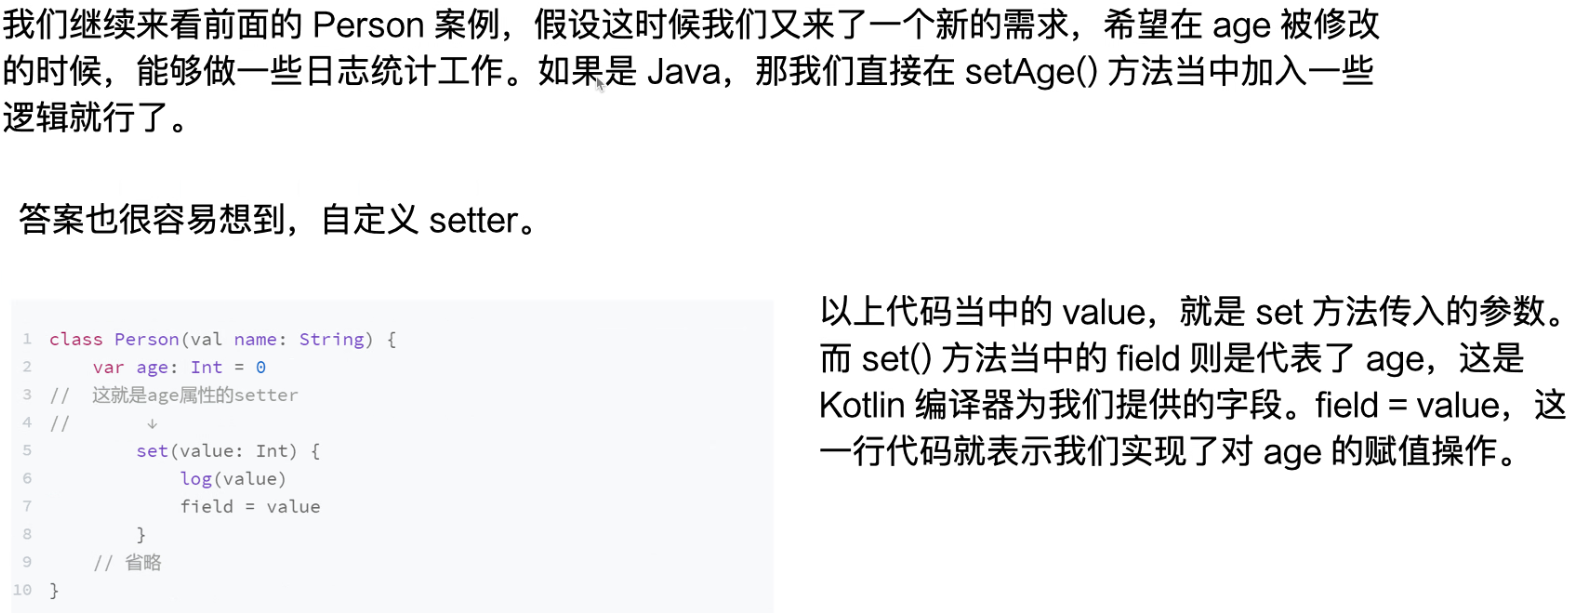 我们继续来看前面的 Person 案例，假设这时候我们又来了一个新的需求，希望在 age 被修改
的时候，能够做一些日志统计工作。如果是 Java，那我们直接在 setAge() 方法当中加入一些
逻辑就行了。
答案也很容易想到，自定义 setter。
1 class Person(val name: String) {
2     var age: Int = 0
3 //  这就是age属性的setter
4 //       ↓
5         set(value: Int) {
6             log(value)
7             field = value
8         }
9     // 省略
10 }
以上代码当中的 value，就是 set 方法传入的参数。
而 set() 方法当中的 field 则是代表了 age，这是
Kotlin 编译器为我们提供的字段。field = value，这
一行代码就表示我们实现了对 age 的赋值操作。